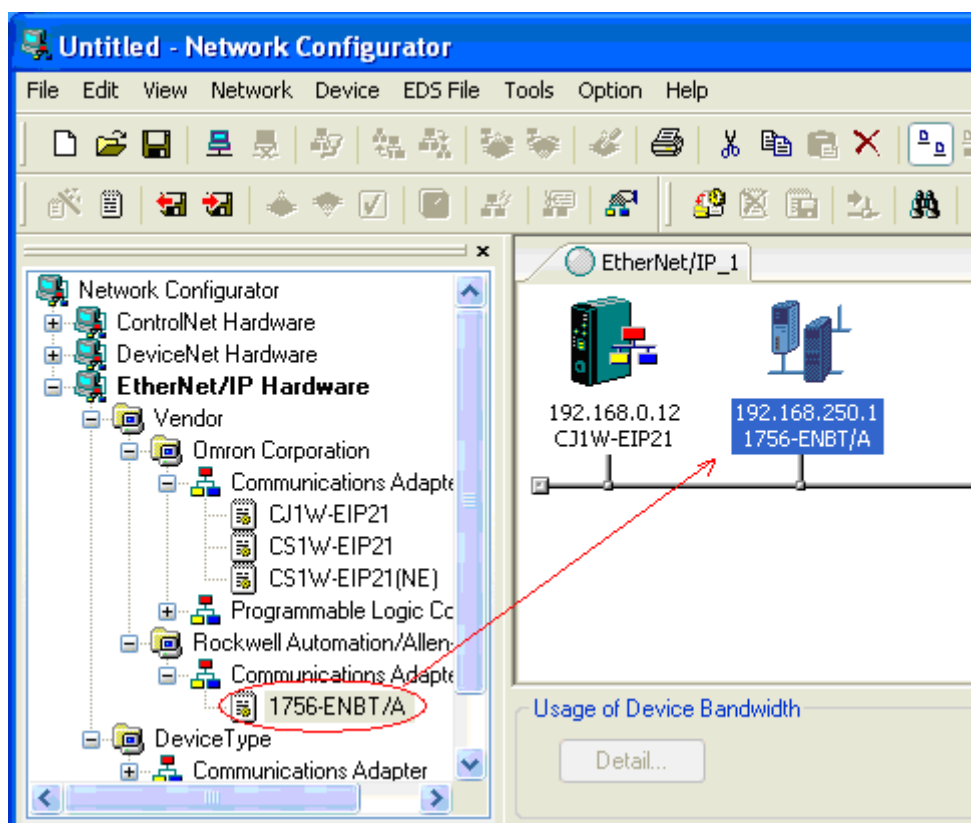 Untitled - Network Configurator
File Edit View Network Device EDS File Tools Option Help
Network Configurator
ControlNet Hardware
DeviceNet Hardware
EtherNet/IP Hardware
Vendor
Omron Corporation
Communications Adapte
CJ1W-EIP21
CS1W-EIP21
CS1W-EIP21(NE)
Programmable Logic Co
Rockwell Automation/Allen-
Communications Adapte
1756-ENBT/A
DeviceType
Communications Adapter
EtherNet/IP_1
192.168.0.12
CJ1W-EIP21
192.168.250.1
1756-ENBT/A
Usage of Device Bandwidth
Detail...